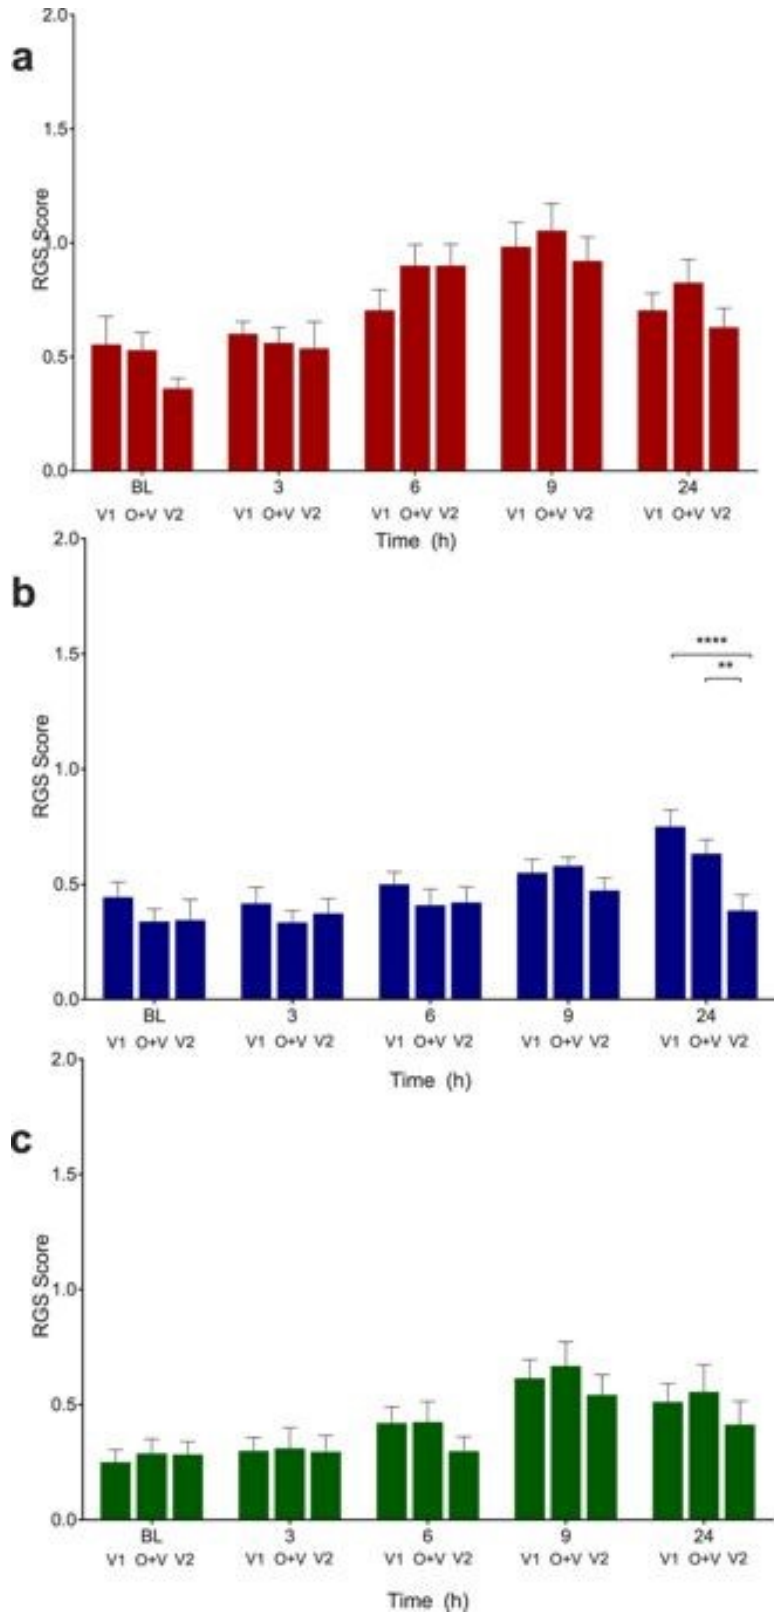 a
2.0
1.5
1.0
0.5
0.0
RGS Score
BL 3 6 9 24
V1 O+V V2 V1 O+V V2 V1 O+V V2 V1 O+V V2 V1 O+V V2
Time (h)
b
2.0
1.5
1.0
0.5
0.0
RGS Score
****
**
BL 3 6 9 24
V1 O+V V2 V1 O+V V2 V1 O+V V2 V1 O+V V2 V1 O+V V2
Time (h)
c
2.0
1.5
1.0
0.5
0.0
RGS Score
BL 3 6 9 24
V1 O+V V2 V1 O+V V2 V1 O+V V2 V1 O+V V2 V1 O+V V2
Time (h)